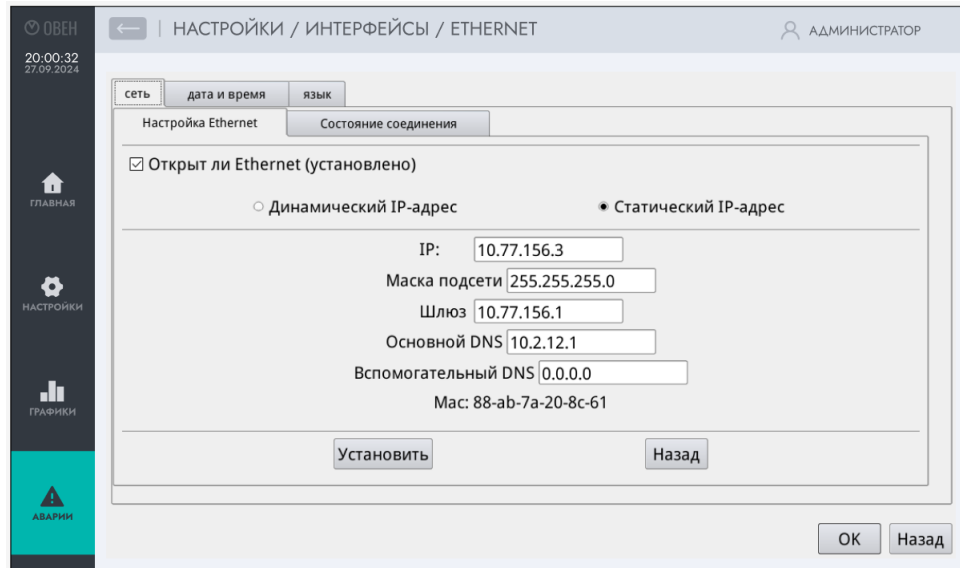 ОВЕН
НАСТРОЙКИ / ИНТЕРФЕЙСЫ / ETHERNET
АДМИНИСТРАТОР
20:00:32
27.09.2024
сеть дата и время язык
Настройка Ethernet Состояние соединения
Открыт ли Ethernet (установлено)
Динамический IP-адрес Статический IP-адрес
IP: 10.77.156.3
Маска подсети 255.255.255.0
Шлюз 10.77.156.1
Основной DNS 10.2.12.1
Вспомогательный DNS 0.0.0.0
Mac: 88-ab-7a-20-8c-61
Установить Назад
ГЛАВНАЯ
НАСТРОЙКИ
ГРАФИКИ
АВАРИИ
OK Назад